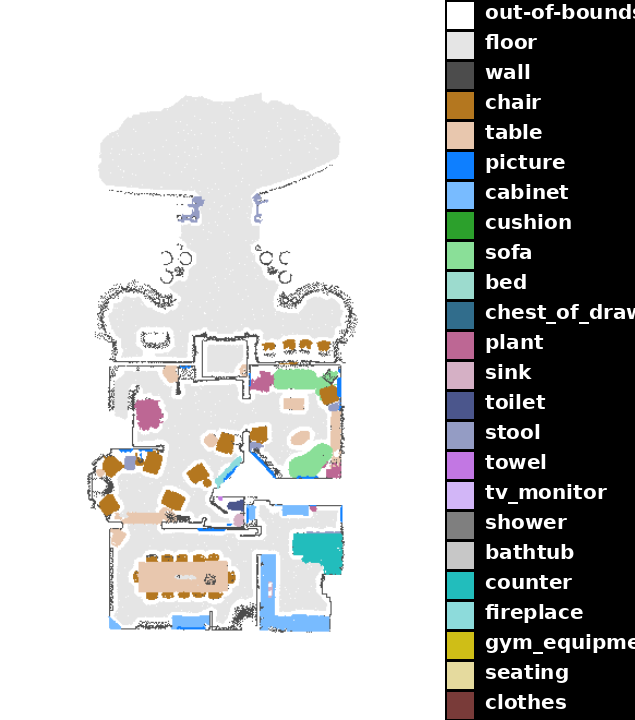 out-of-bounds
floor
wall
chair
table
picture
cabinet
cushion
sofa
bed
chest_of_draw
plant
sink
toilet
stool
towel
tv_monitor
shower
bathtub
counter
fireplace
gym_equipme
seating
clothes